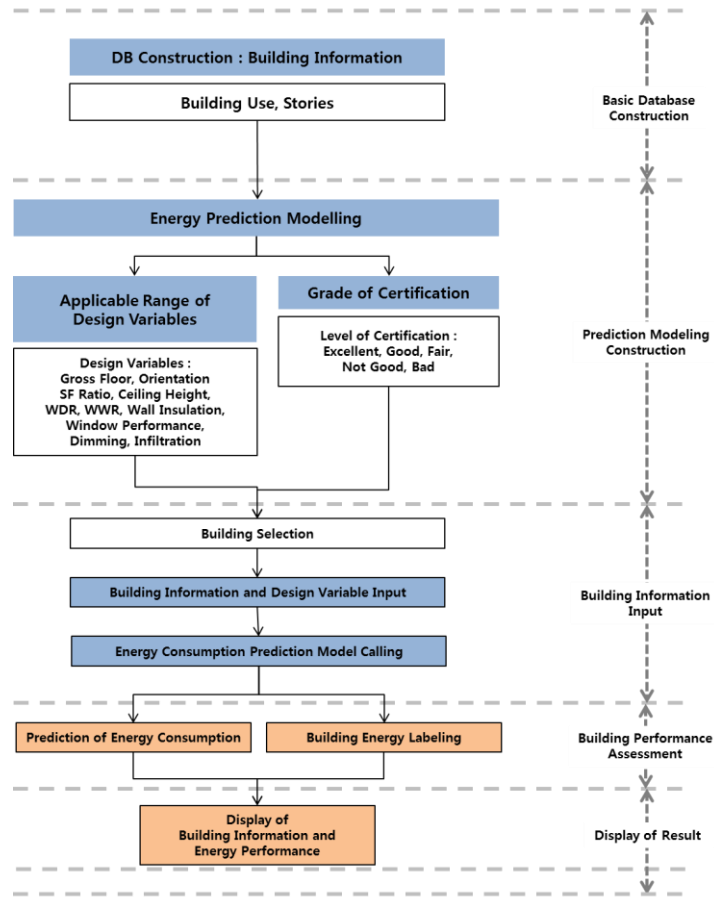 DB Construction : Building Information
Building Use, Stories
Basic Database
Construction
Energy Prediction Modelling
Applicable Range of
Design Variables
Grade of Certification
Design Variables :
Gross Floor, Orientation
SF Ratio, Ceiling Height,
WDR, WWR, Wall Insulation,
Window Performance,
Dimming, Infiltration
Level of Certification :
Excellent, Good, Fair,
Not Good, Bad
Prediction Modeling
Construction
Building Selection
Building Information and Design Variable Input
Energy Consumption Prediction Model Calling
Building Information
Input
Prediction of Energy Consumption
Building Energy Labeling
Building Performance
Assessment
Display of
Building Information and
Energy Performance
Display of Result